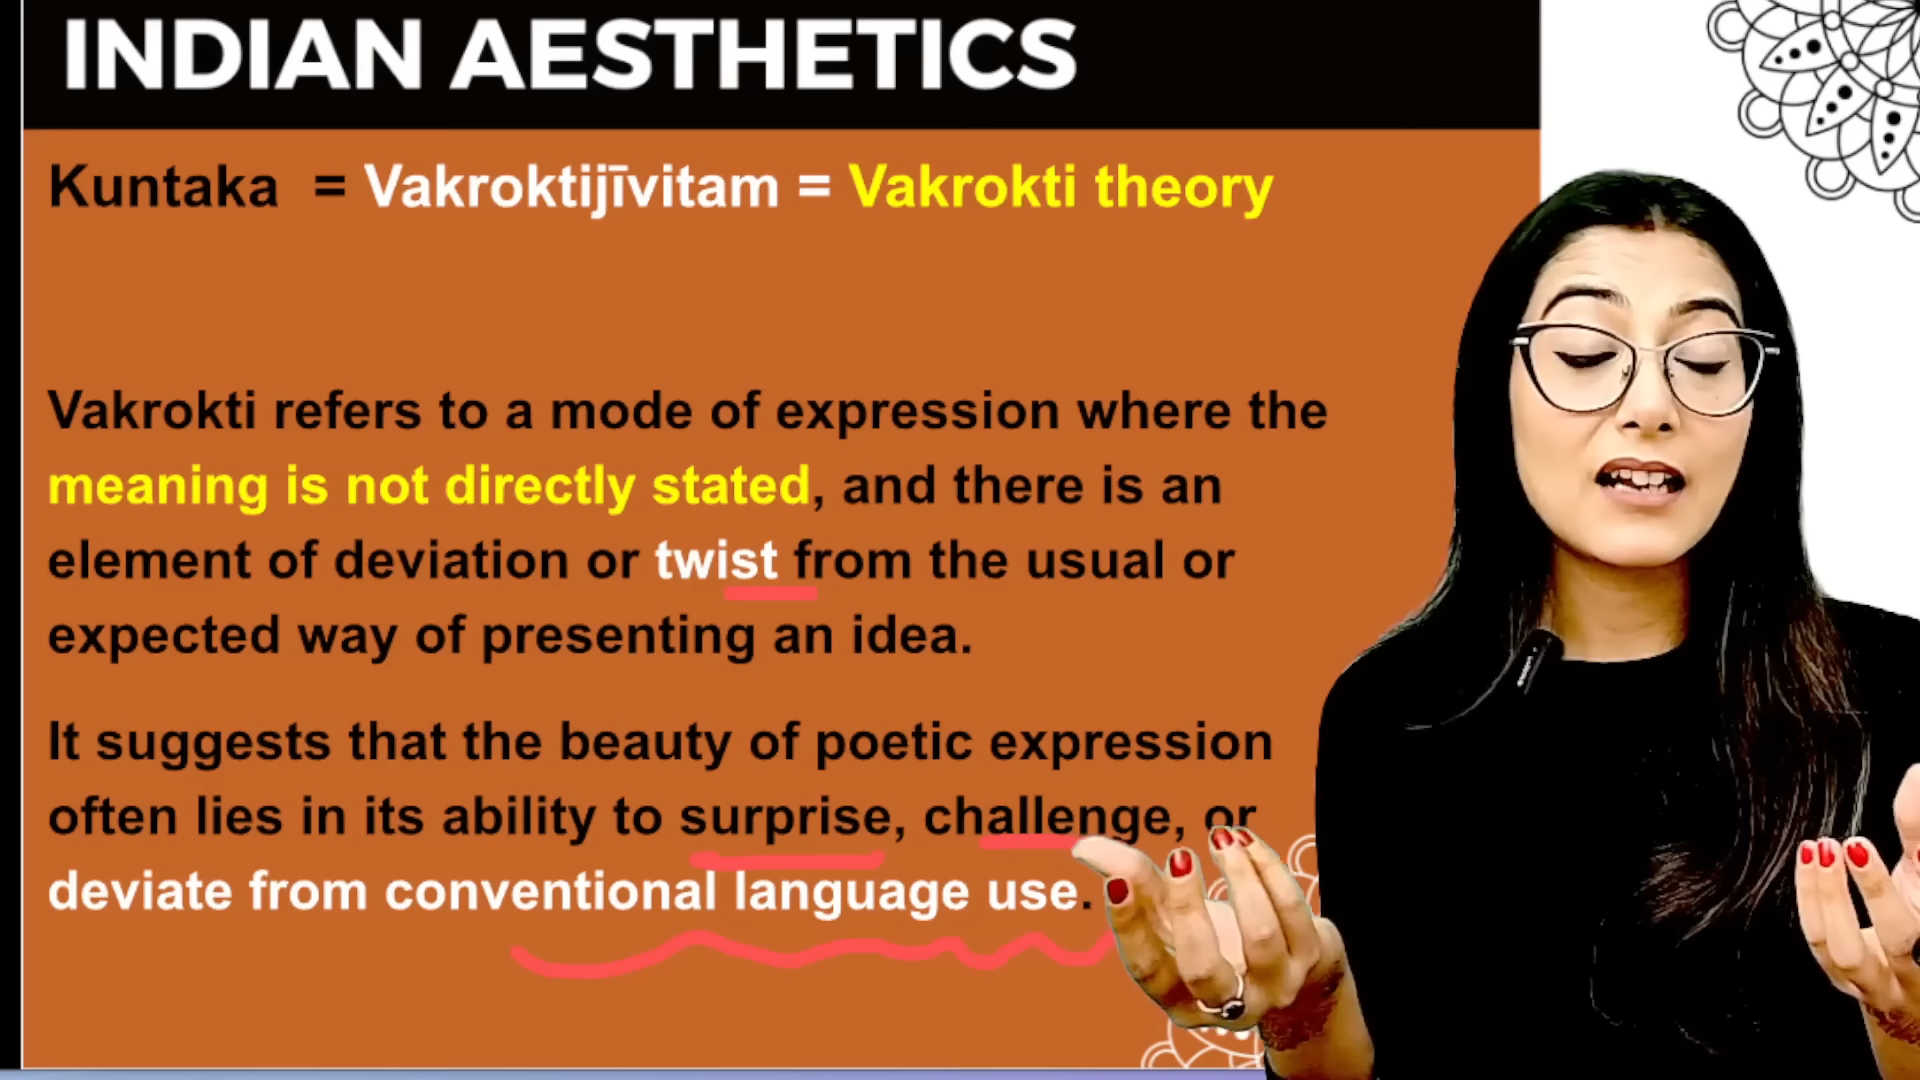 INDIAN AESTHETICS
Kuntaka = Vakroktijīvitam = Vakrokti theory
Vakrokti refers to a mode of expression where the
meaning is not directly stated, and there is an
element of deviation or twist from the usual or
expected way of presenting an idea.
It suggests that the beauty of poetic expression
often lies in its ability to surprise, challenge, or
deviate from conventional language use.